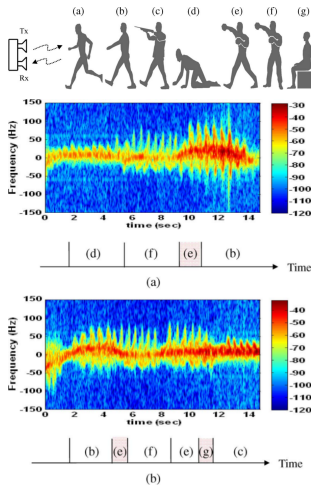 Tx
Rx
(a) (b) (c) (d) (e) (f) (g)
Frequency (Hz)
150
100
50
0
-50
-100
-150
0 2 4 6 8 10 12 14
time (sec)
-30
-40
-50
-60
-70
-80
-90
-100
-110
-120
(d) (f) (e) (b) Time
(a)
Frequency (Hz)
150
100
50
0
-50
-100
-150
0 2 4 6 8 10 12 14
time (sec)
-40
-50
-60
-70
-80
-90
-100
-110
-120
(b) (e) (f) (e) (g) (c) Time
(b)